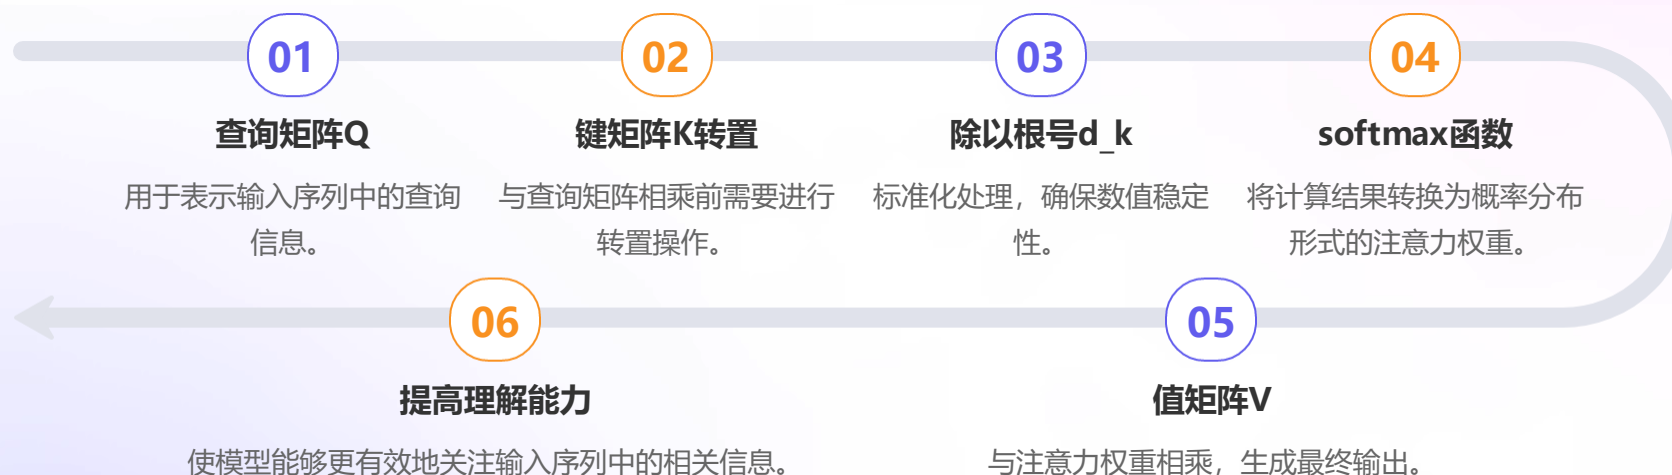 01
查询矩阵Q
用于表示输入序列中的查询
信息。
02
键矩阵K转置
与查询矩阵相乘前需要进行
转置操作。
03
除以根号d_k
标准化处理，确保数值稳定
性。
04
softmax函数
将计算结果转换为概率分布
形式的注意力权重。
05
值矩阵V
与注意力权重相乘，生成最终输出。
06
提高理解能力
使模型能够更有效地关注输入序列中的相关信息。